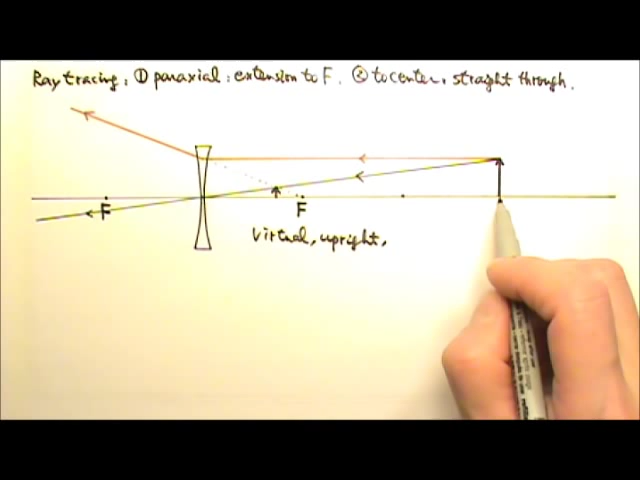 Ray tracing: ① paraxial: extension to F. ② to center, straight through.
F F
Virtual, upright,